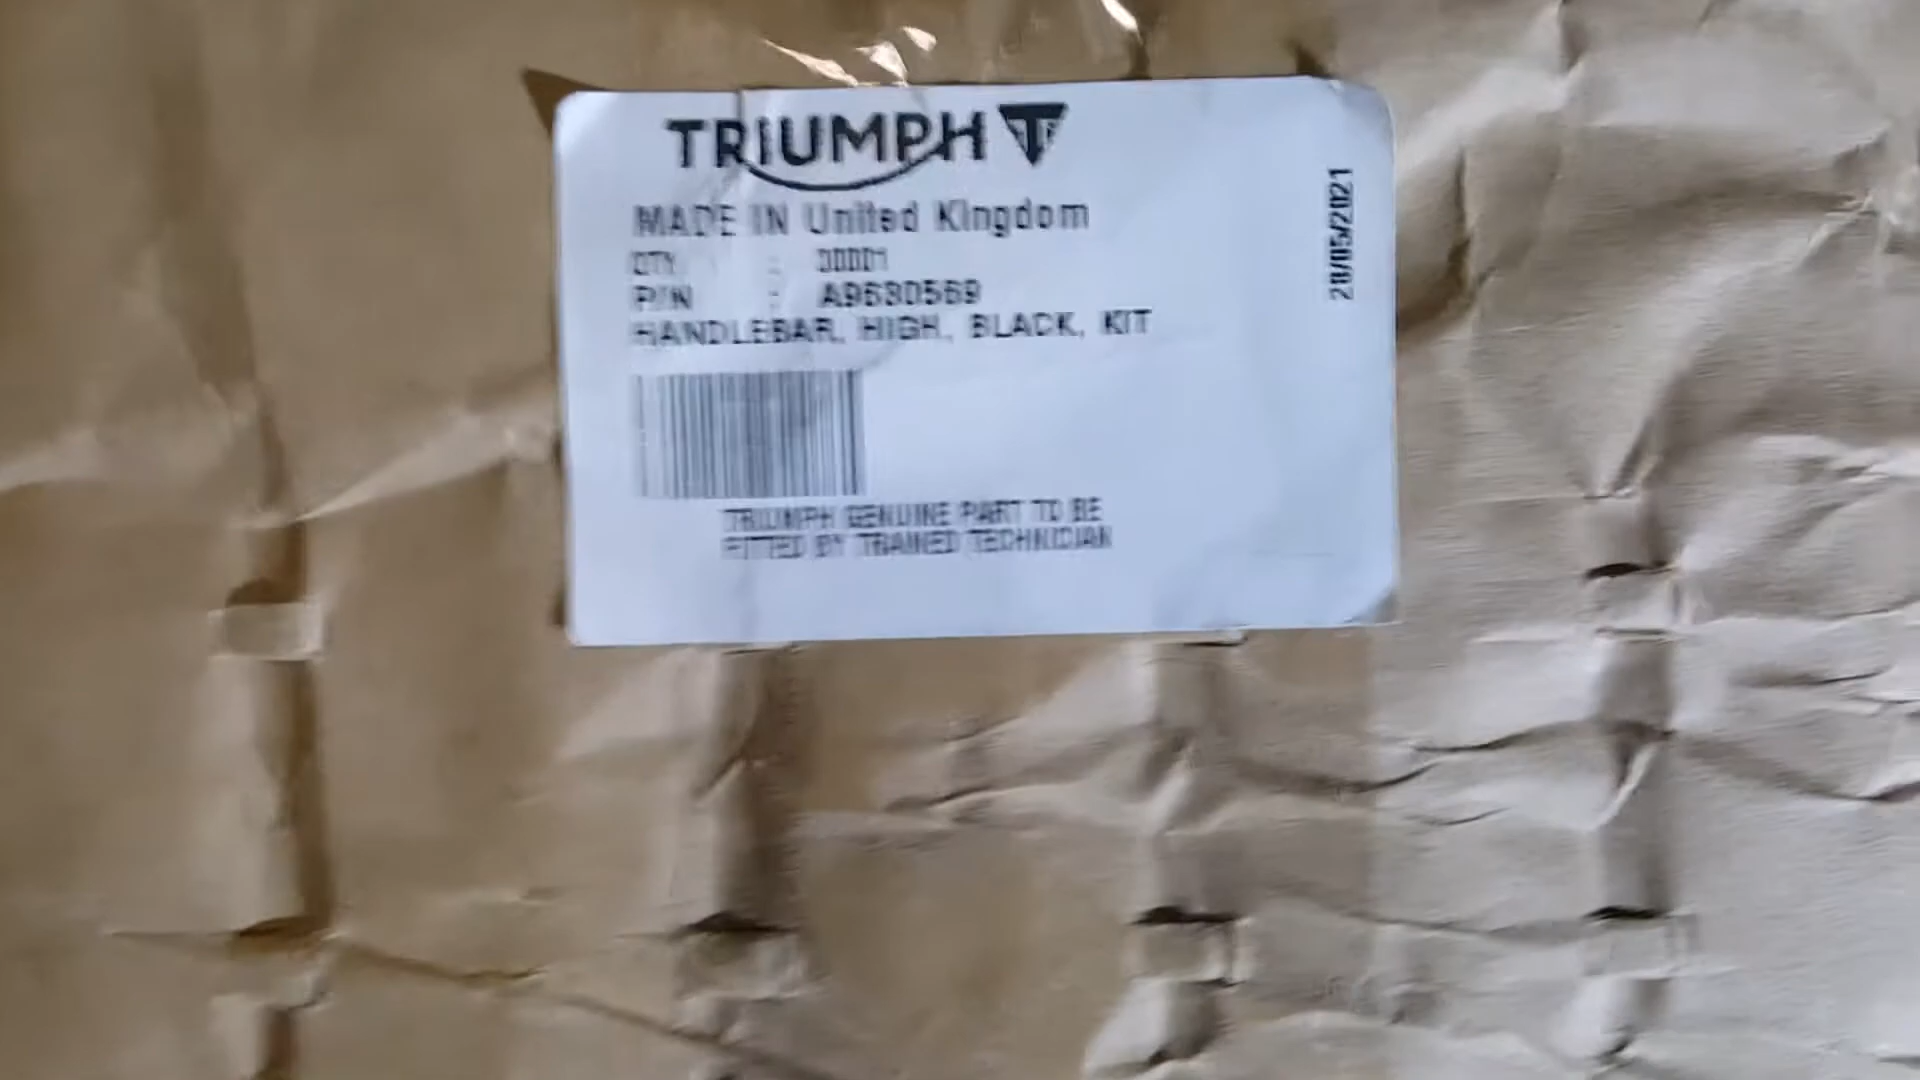 TRIUMPH
MADE IN United Kingdom
QTY : 00001
P/N : A9630569
HANDLEBAR, HIGH, BLACK, KIT
TRIUMPH GENUINE PART TO BE
FITTED BY TRAINED TECHNICIAN
28/05/2021